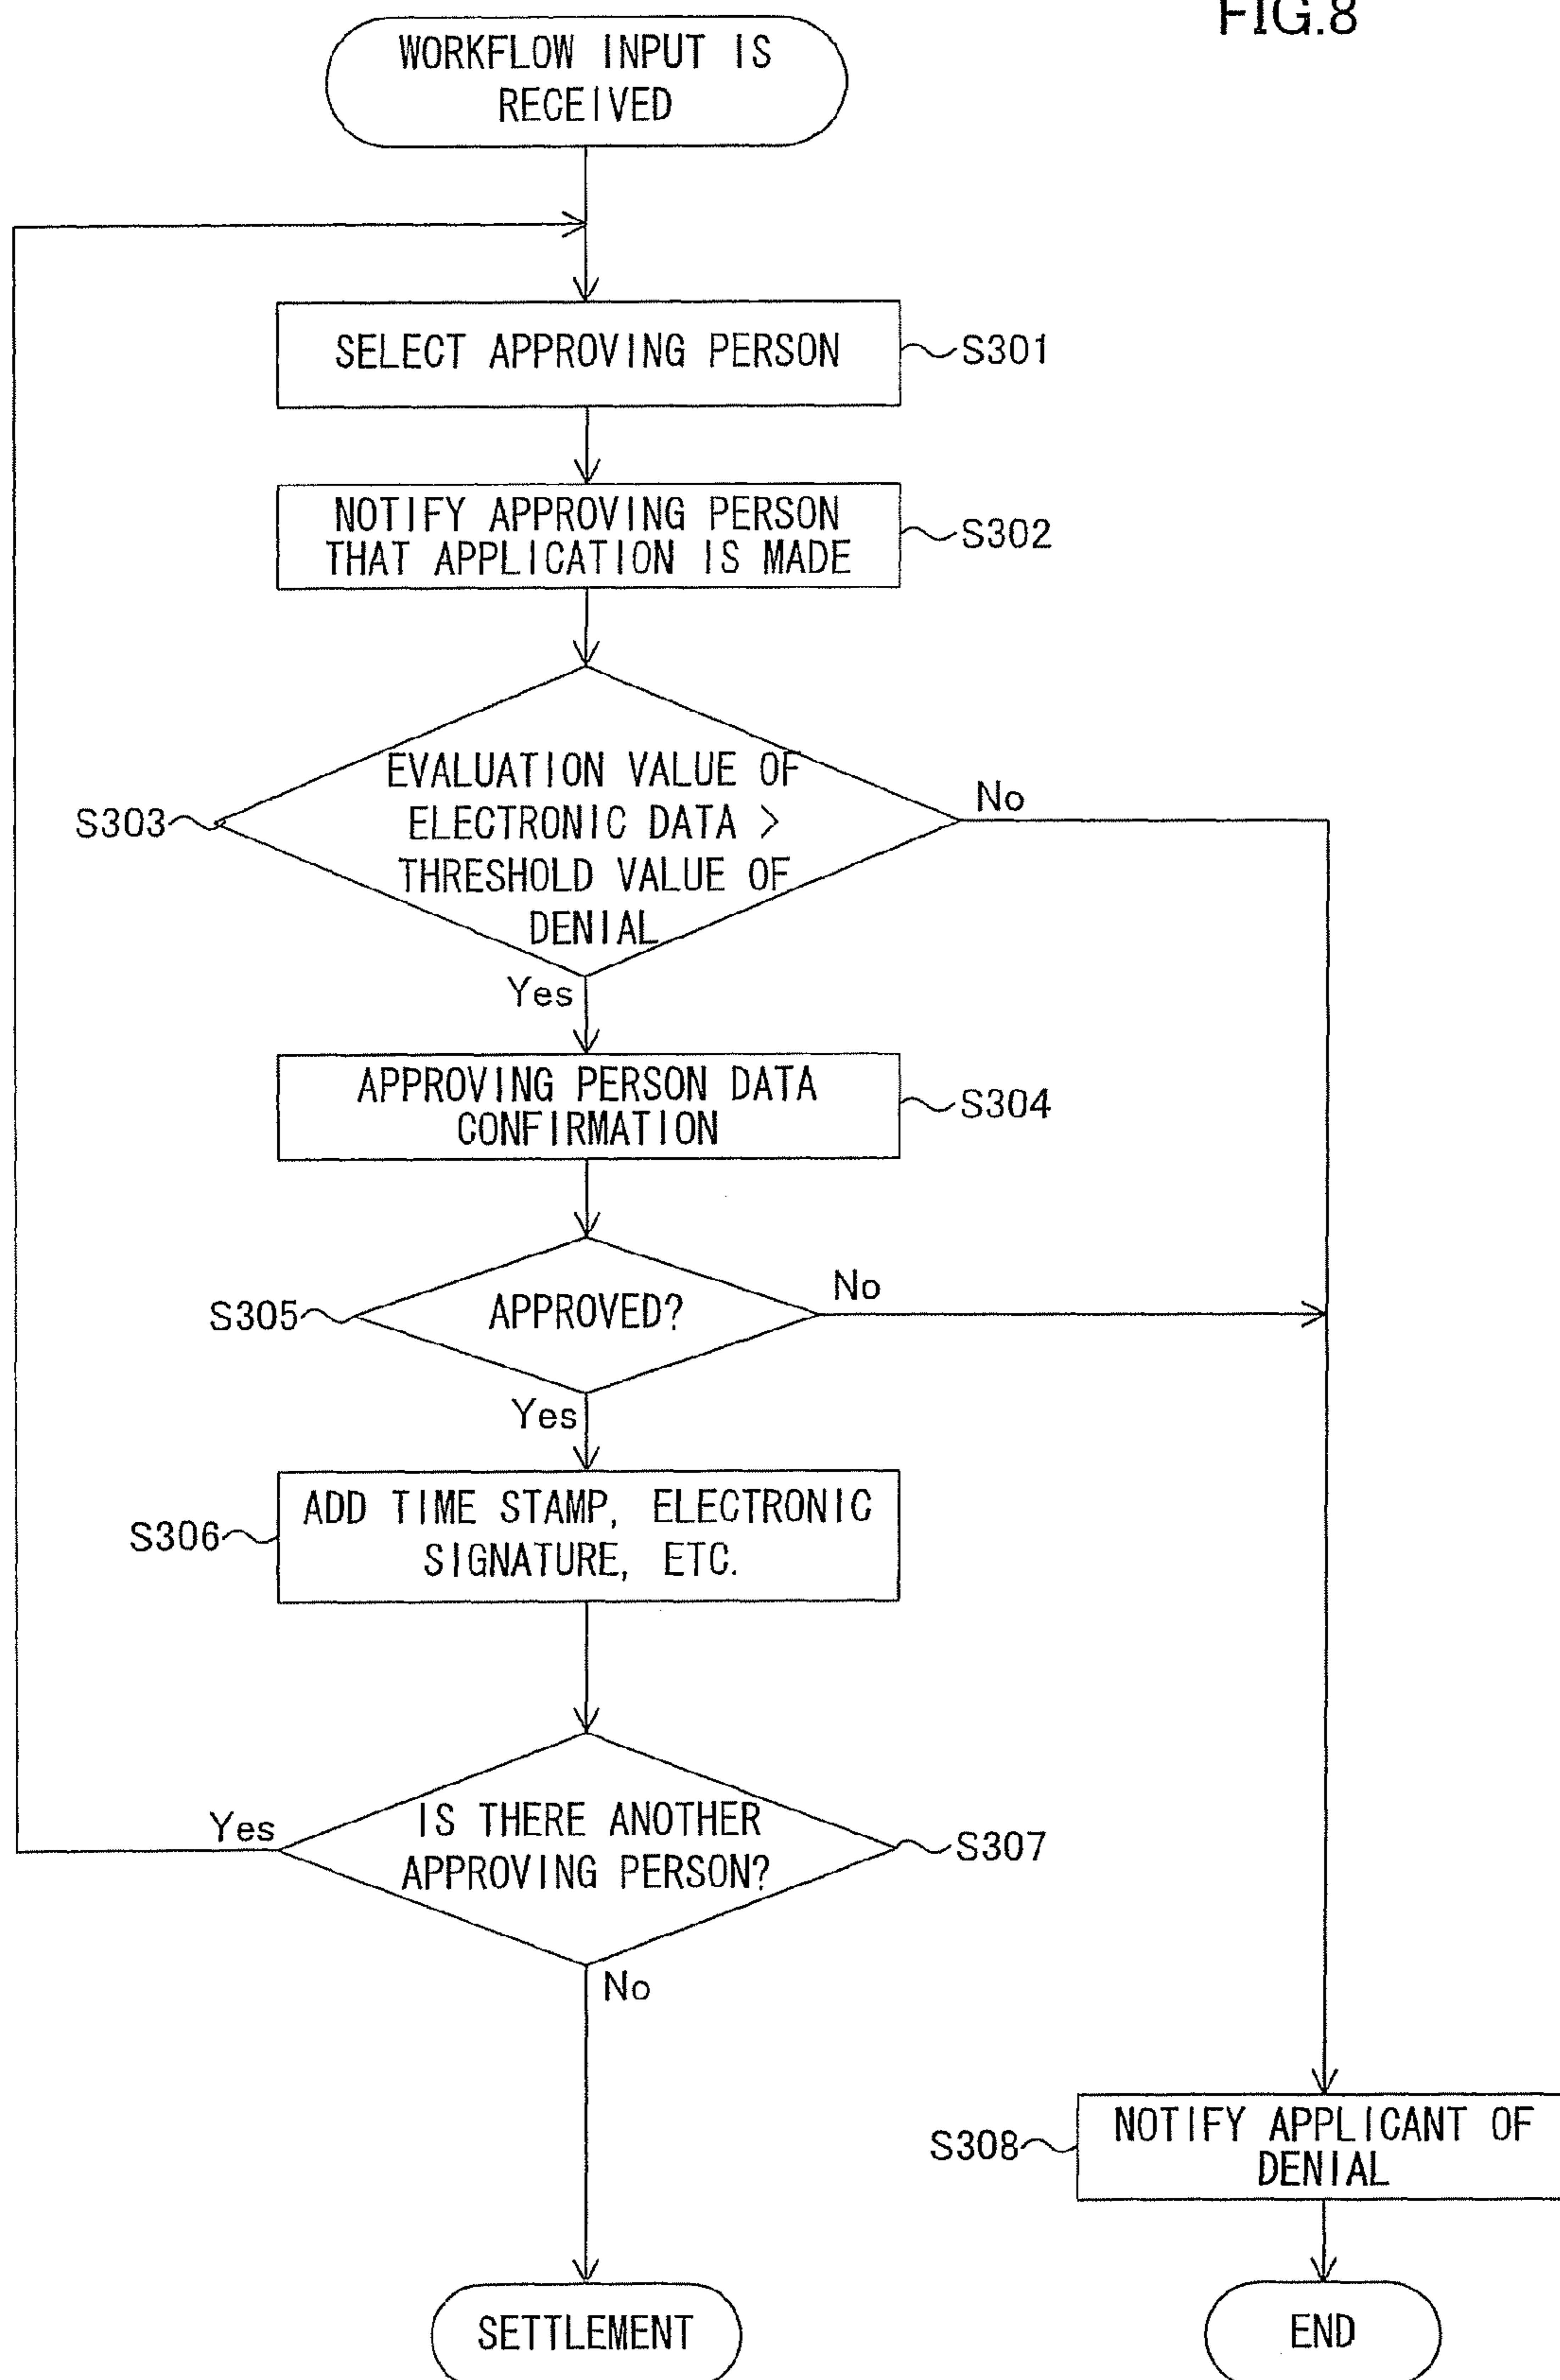 FIG.8
WORKFLOW INPUT IS
RECEIVED
SELECT APPROVING PERSON
S301
NOTIFY APPROVING PERSON
THAT APPLICATION IS MADE
S302
EVALUATION VALUE OF
ELECTRONIC DATA >
THRESHOLD VALUE OF
DENIAL
S303
No
Yes
APPROVING PERSON DATA
CONFIRMATION
S304
APPROVED?
S305
No
Yes
ADD TIME STAMP, ELECTRONIC
SIGNATURE, ETC.
S306
IS THERE ANOTHER
APPROVING PERSON?
Yes
S307
No
NOTIFY APPLICANT OF
DENIAL
S308
SETTLEMENT
END